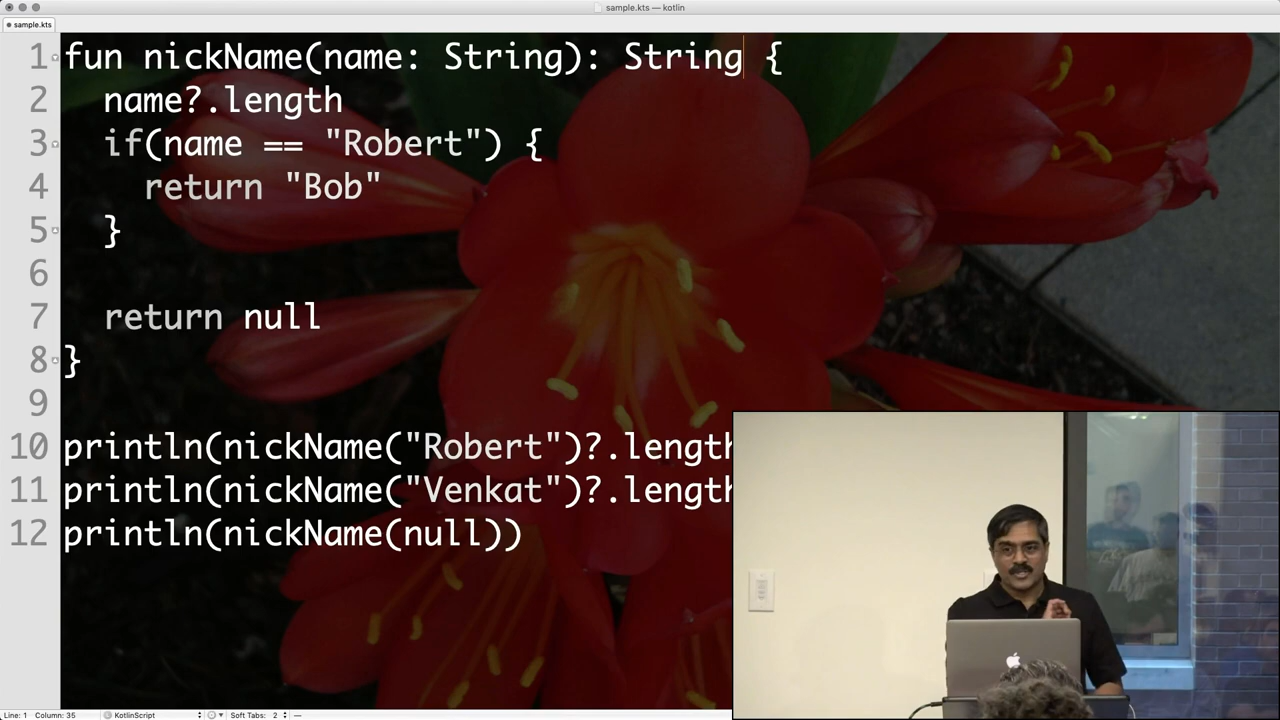 sample.kts — kotlin
sample.kts
1 fun nickName(name: String): String {
2 name?.length
3 if(name == "Robert") {
4 return "Bob"
5 }
6
7 return null
8 }
9
10 println(nickName("Robert")?.length
11 println(nickName("Venkat")?.length
12 println(nickName(null))
Line: 1 Column: 35 KotlinScript Soft Tabs: 2 —